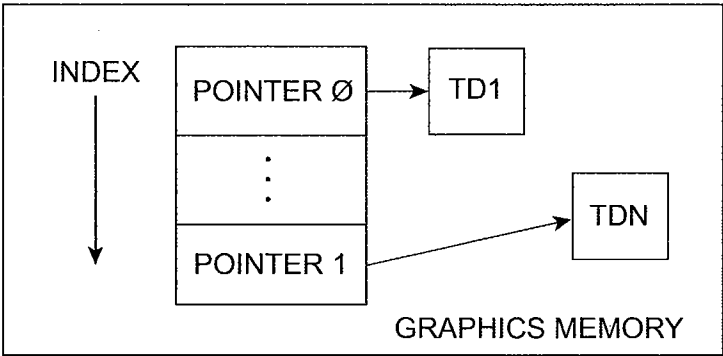 INDEX
POINTER Ø
TD1
⋮
TDN
POINTER 1
GRAPHICS MEMORY